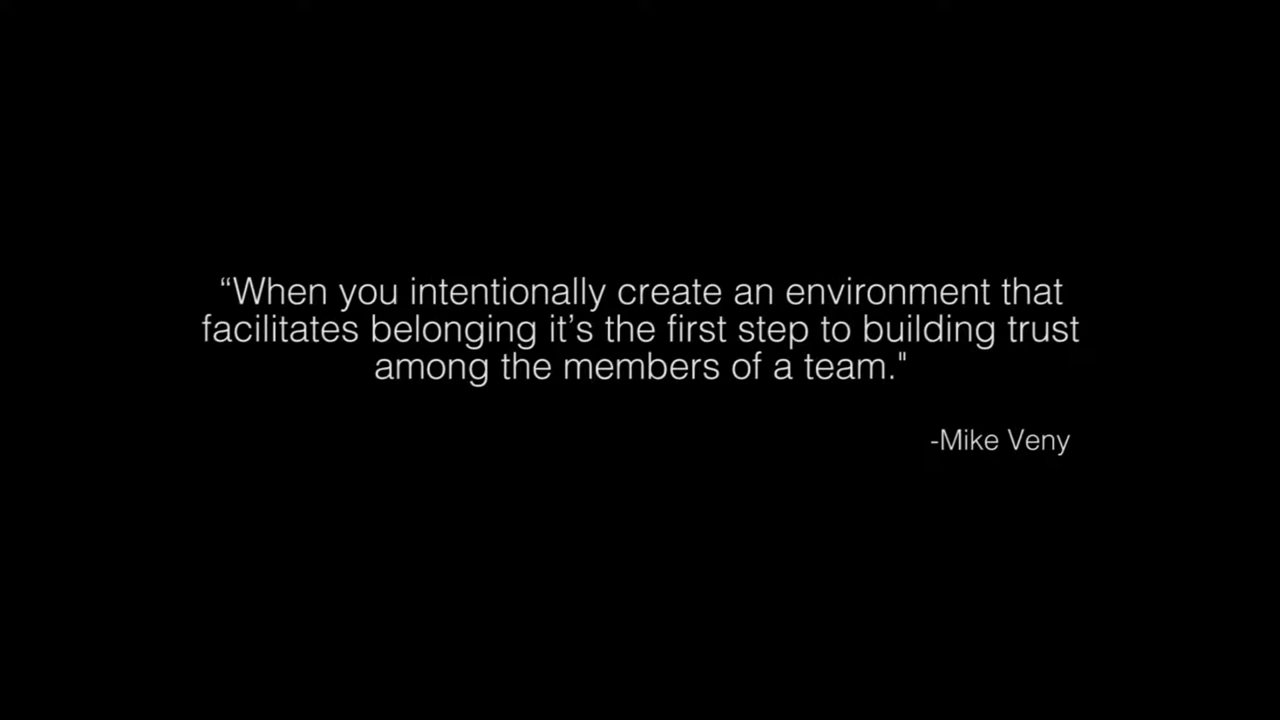 “When you intentionally create an environment that
facilitates belonging it’s the first step to building trust
among the members of a team."
-Mike Veny